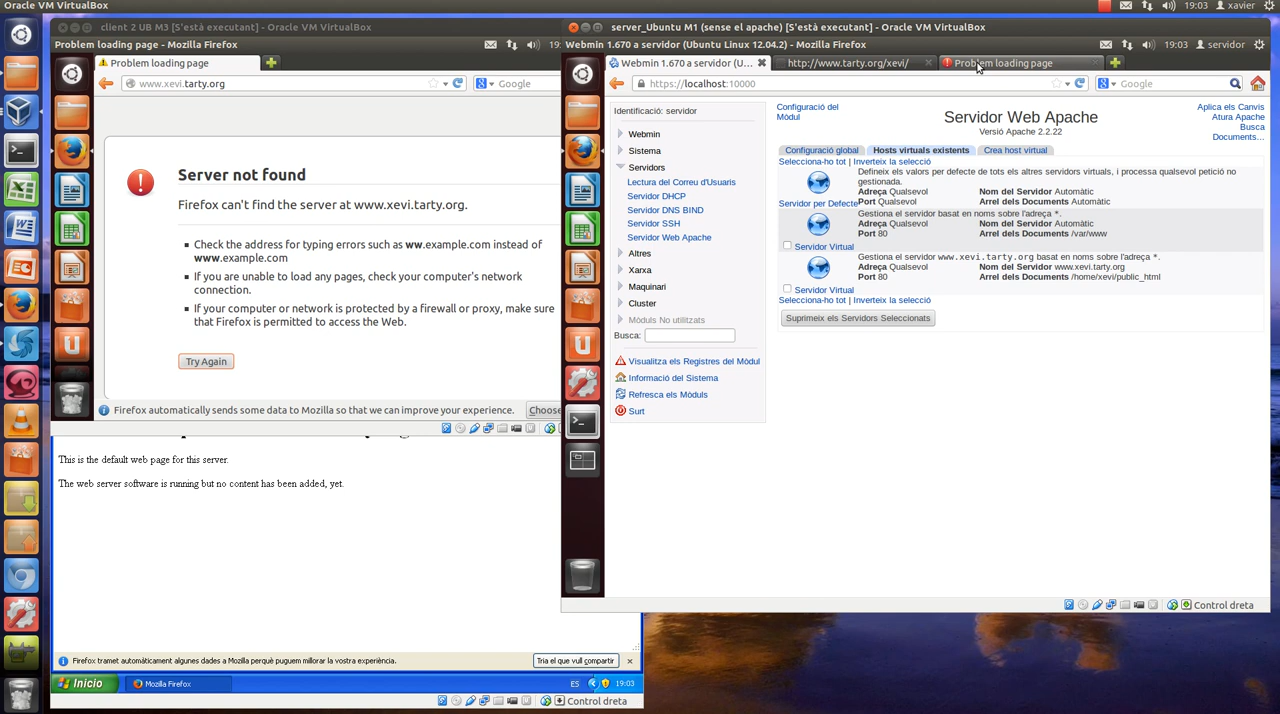 Oracle VM VirtualBox
19:03 xavier
client 2 UB M3 [S'està executant] - Oracle VM VirtualBox
Problem loading page - Mozilla Firefox
19:
Problem loading page
www.xevi.tarty.org
Google
Server not found
Firefox can't find the server at www.xevi.tarty.org.
Check the address for typing errors such as ww.example.com instead of
www.example.com
If you are unable to load any pages, check your computer's network
connection.
If your computer or network is protected by a firewall or proxy, make sure
that Firefox is permitted to access the Web.
Try Again
Firefox automatically sends some data to Mozilla so that we can improve your experience.
Choose
This is the default web page for this server.
The web server software is running but no content has been added, yet.
Firefox tramet automàticament algunes dades a Mozilla perquè puguem millorar la vostra experiència.
Tria el que vull compartir
Inicio
Mozilla Firefox
ES
19:03
Control dreta
server_Ubuntu M1 (sense el apache) [S'està executant] - Oracle VM VirtualBox
Webmin 1.670 a servidor (Ubuntu Linux 12.04.2) - Mozilla Firefox
19:03 servidor
Webmin 1.670 a servidor (U...
http://www.tarty.org/xevi/
Problem loading page
https://localhost:10000
Google
Identificació: servidor
Webmin
Sistema
Servidors
Lectura del Correu d'Usuaris
Servidor DHCP
Servidor DNS BIND
Servidor SSH
Servidor Web Apache
Altres
Xarxa
Maquinari
Cluster
Mòduls No utilitzats
Busca:
Visualitza els Registres del Mòdul
Informació del Sistema
Refresca els Mòduls
Surt
Configuració del
Mòdul
Servidor Web Apache
Versió Apache 2.2.22
Aplica els Canvis
Atura Apache
Busca
Documents...
Configuració global
Hosts virtuals existents
Crea host virtual
Selecciona-ho tot | Inverteix la selecció
Servidor per Defecte
Defineix els valors per defecte de tots els altres servidors virtuals, i processa qualsevol petició no
gestionada.
Adreça Qualsevol Nom del Servidor Automàtic
Port Qualsevol Arrel dels Documents Automàtic
Gestiona el servidor basat en noms sobre l'adreça *.
Adreça Qualsevol Nom del Servidor Automàtic
Port 80 Arrel dels Documents /var/www
Servidor Virtual
Gestiona el servidor www.xevi.tarty.org basat en noms sobre l'adreça *.
Adreça Qualsevol Nom del Servidor www.xevi.tarty.org
Port 80 Arrel dels Documents /home/xevi/public_html
Servidor Virtual
Selecciona-ho tot | Inverteix la selecció
Suprimeix els Servidors Seleccionats
Control dreta